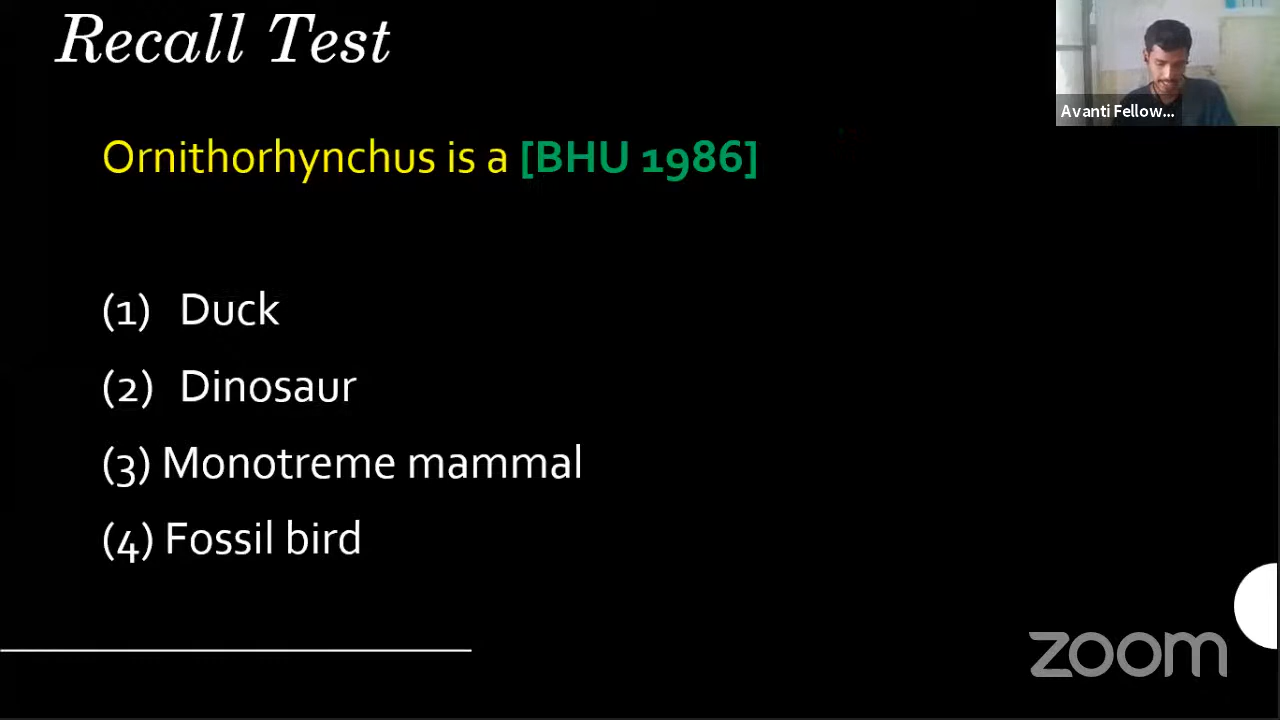 Recall Test
Avanti Fellow...
Ornithorhynchus is a [BHU 1986]
(1) Duck
(2) Dinosaur
(3) Monotreme mammal
(4) Fossil bird
zoom